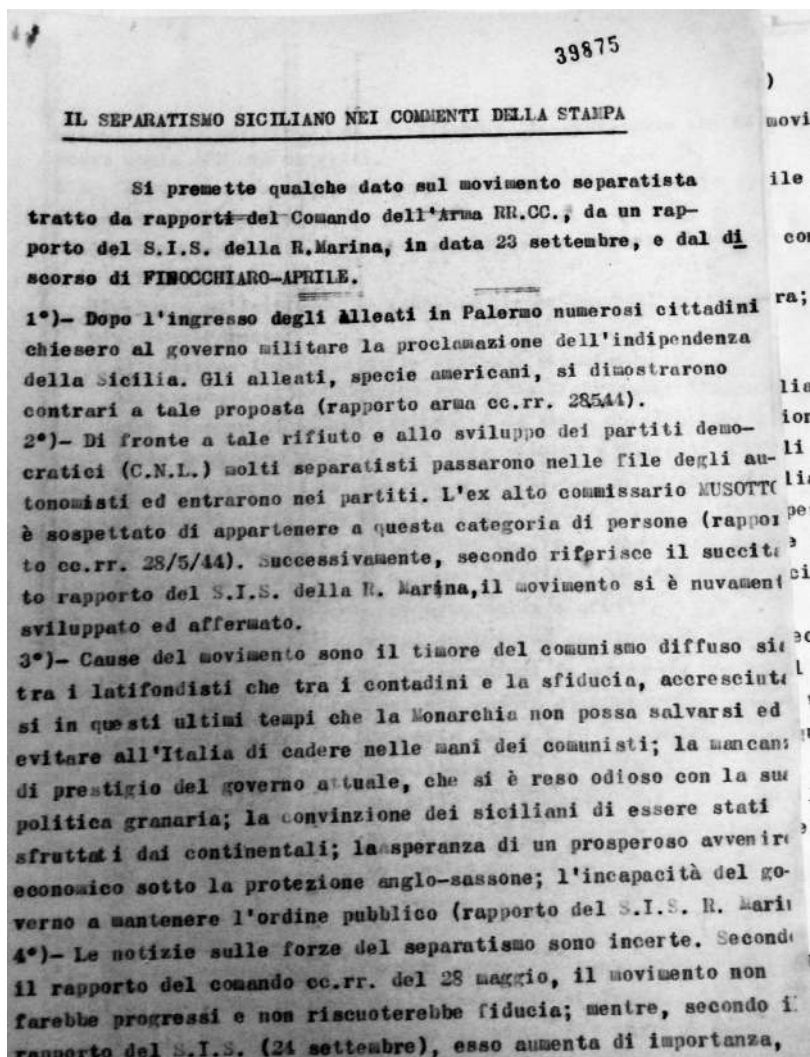 39875
IL SEPARATISMO SICILIANO NEI COMMENTI DELLA STAMPA
Si premette qualche dato sul movimento separatista
tratto da rapporti del Comando dell'Arma RR.CC., da un rap-
porto del S.I.S. della R.Marina, in data 23 settembre, e dal di
scorso di FINOCCHIARO-APRILE.
1°)- Dopo l'ingresso degli Alleati in Palermo numerosi cittadini
chiesero al governo militare la proclamazione dell'indipendenza
della Sicilia. Gli alleati, specie americani, si dimostrarono
contrari a tale proposta (rapporto arma cc.rr. 28544).
2°)- Di fronte a tale rifiuto e allo sviluppo dei partiti demo-
cratici (C.N.L.) molti separatisti passarono nelle file degli au-
tonomisti ed entrarono nei partiti. L'ex alto commissario MUSOTTO
è sospettato di appartenere a questa categoria di persone (rappor
to cc.rr. 28/5/44). Successivamente, secondo riferisce il succita
to rapporto del S.I.S. della R. Marina,il movimento si è nuvament
sviluppato ed affermato.
3°)- Cause del movimento sono il timore del comunismo diffuso sia
tra i latifondisti che tra i contadini e la sfiducia, accresciuta
si in questi ultimi tempi che la Monarchia non possa salvarsi ed
evitare all'Italia di cadere nelle mani dei comunisti; la mancanz
di prestigio del governo attuale, che si è reso odioso con la sua
politica granaria; la convinzione dei siciliani di essere stati
sfruttati dai continentali; la speranza di un prosperoso avvenire
economico sotto la protezione anglo-sassone; l'incapacità del go-
verno a mantenere l'ordine pubblico (rapporto del S.I.S. R. Marin
4°)- Le notizie sulle forze del separatismo sono incerte. Secondo
il rapporto del comando cc.rr. del 28 maggio, il movimento non
farebbe progressi e non riscuoterebbe fiducia; mentre, secondo il
rapporto del S.I.S. (24 settembre), esso aumenta di importanza,